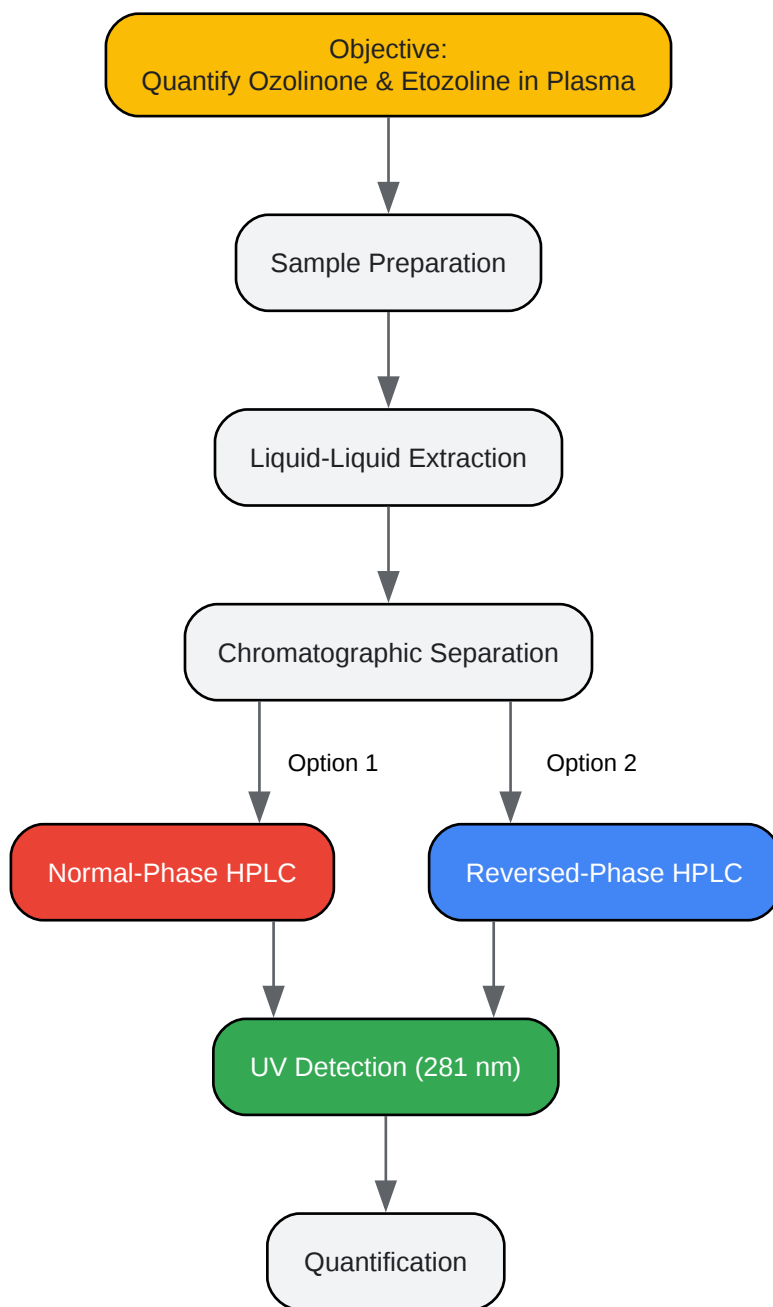 Objective:
Quantify Ozolinone & Etozoline in Plasma
Sample Preparation
Liquid-Liquid Extraction
Chromatographic Separation
Option 1
Option 2
Normal-Phase HPLC
Reversed-Phase HPLC
UV Detection (281 nm)
Quantification